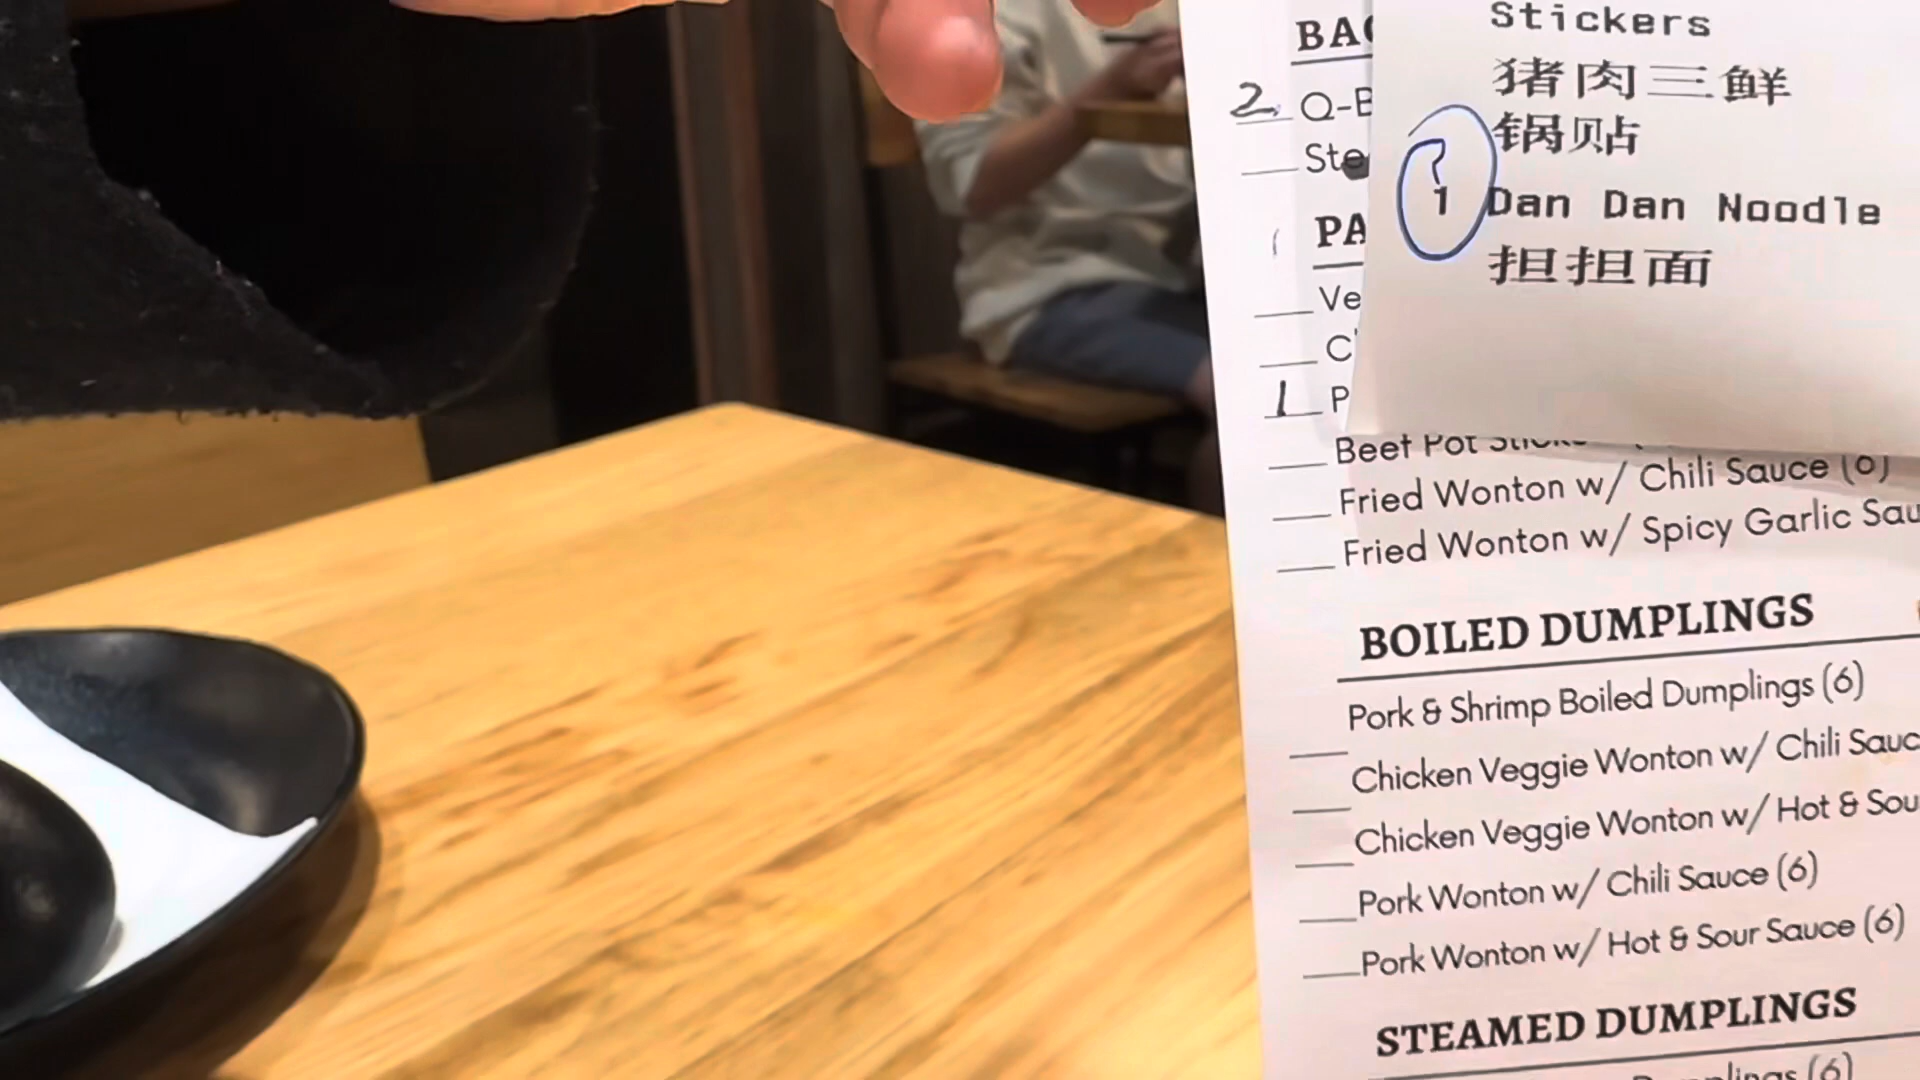 Stickers
猪肉三鲜
锅贴
?
1 Dan Dan Noodle
担担面
2 Q-B
PA
1 P
Beef Pot
Fried Wonton w/ Chili Sauce (6)
Fried Wonton w/ Spicy Garlic Sau
BOILED DUMPLINGS
Pork & Shrimp Boiled Dumplings (6)
Chicken Veggie Wonton w/ Chili Sauc
Chicken Veggie Wonton w/ Hot & Sou
Pork Wonton w/ Chili Sauce (6)
Pork Wonton w/ Hot & Sour Sauce (6)
STEAMED DUMPLINGS